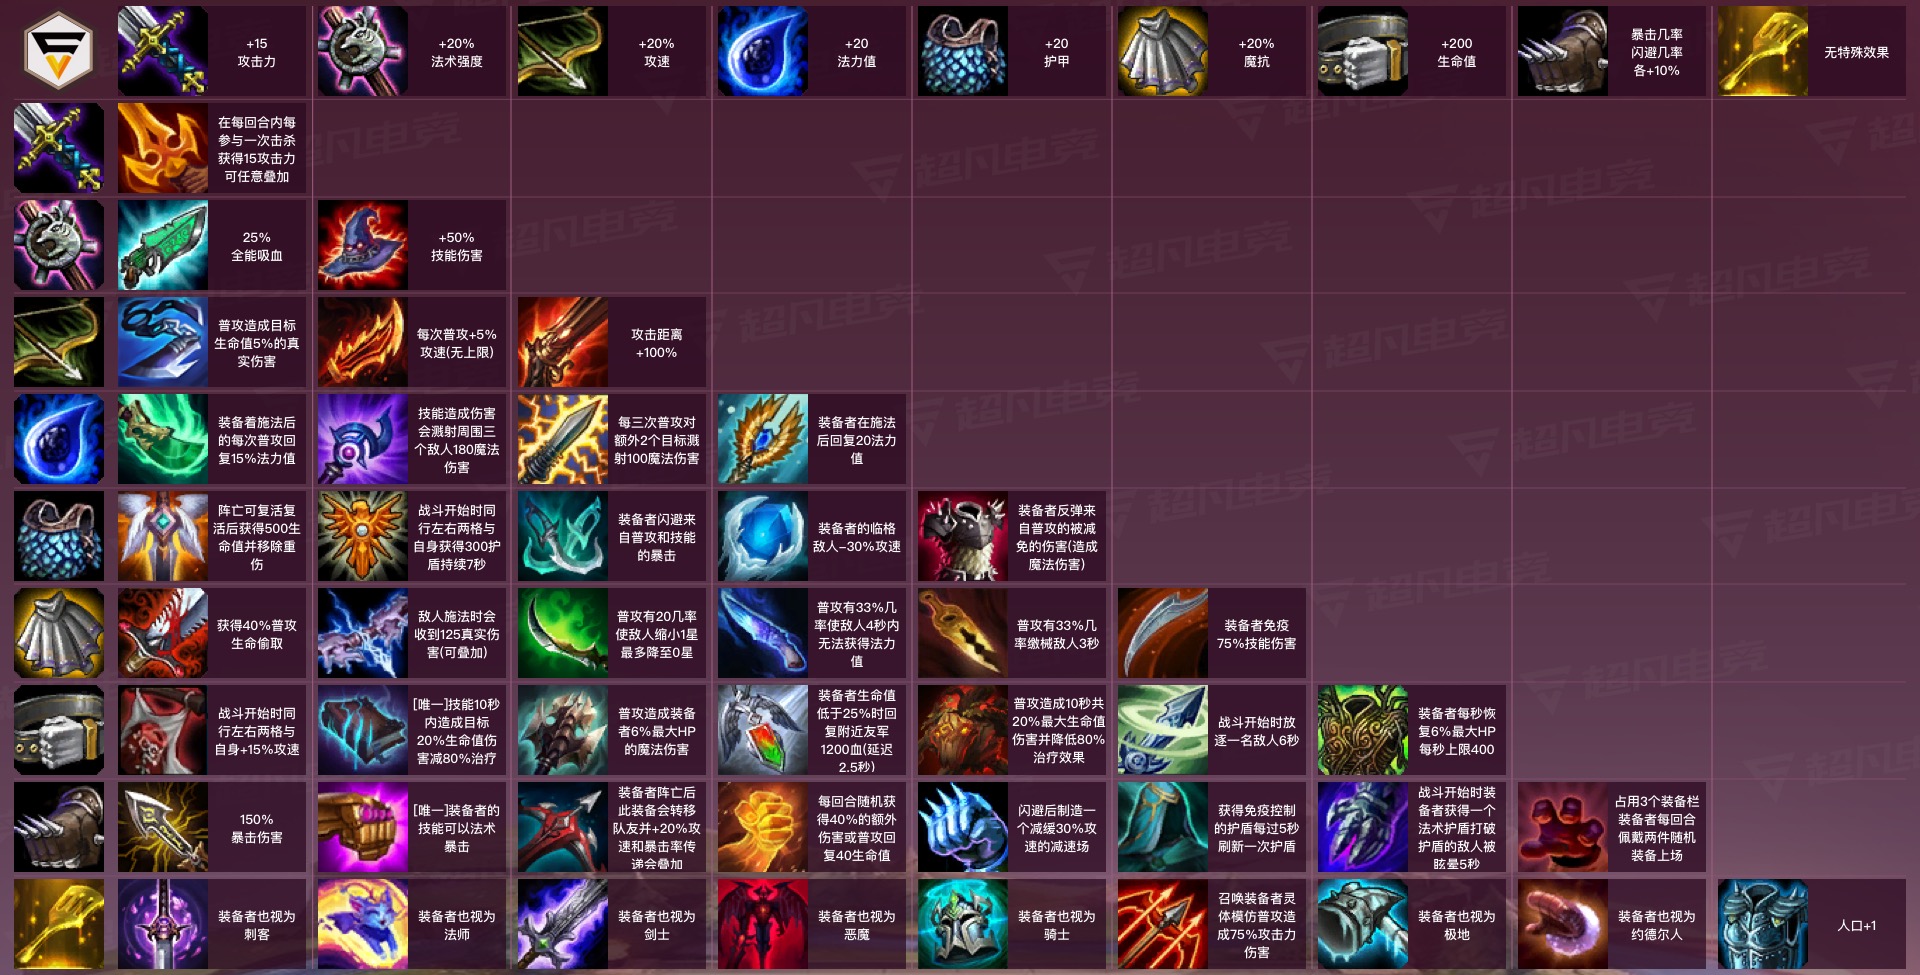 +15
攻击力
+20%
法术强度
+20%
攻速
+20
法力值
+20
护甲
+20%
魔抗
+200
生命值
暴击几率
闪避几率
各+10%
无特殊效果
在每回合内每
参与一次击杀
获得15攻击力
可任意叠加
25%
全能吸血
+50%
技能伤害
普攻造成目标
生命值5%的真
实伤害
每次普攻+5%
攻速(无上限)
攻击距离
+100%
装备着施法后
的每次普攻回
复15%法力值
技能造成伤害
会溅射周围三
个敌人180魔法
伤害
每三次普攻对
额外2个目标溅
射100魔法伤害
装备者在施法
后回复20法力
值
阵亡可复活复
活后获得500生
命值并移除重
伤
战斗开始时同
行左右两格与
自身获得300护
盾持续7秒
装备者闪避来
自普攻和技能
的暴击
装备者的临格
敌人-30%攻速
装备者反弹来
自普攻的被减
免的伤害(造成
魔法伤害)
获得40%普攻
生命偷取
敌人施法时会
收到125真实伤
害(可叠加)
普攻有20几率
使敌人缩小1星
最多降至0星
普攻有33%几
率使敌人4秒内
无法获得法力
值
普攻有33%几
率缴械敌人3秒
装备者免疫
75%技能伤害
战斗开始时同
行左右两格与
自身+15%攻速
[唯一]技能10秒
内造成目标
20%生命值伤
害减80%治疗
普攻造成装备
者6%最大HP
的魔法伤害
装备者生命值
低于25%时回
复附近友军
1200血(延迟
2.5秒)
普攻造成10秒共
20%最大生命值
伤害并降低80%
治疗效果
战斗开始时放
逐一名敌人6秒
装备者每秒恢
复6%最大HP
每秒上限400
150%
暴击伤害
[唯一]装备者的
技能可以法术
暴击
装备者阵亡后
此装备会转移
队友并+20%攻
速和暴击率传
递会叠加
每回合随机获
得40%的额外
伤害或普攻回
复40生命值
闪避后制造一
个减缓30%攻
速的减速场
获得免疫控制
的护盾每过5秒
刷新一次护盾
战斗开始时装
备者获得一个
法术护盾打破
护盾的敌人被
眩晕5秒
占用3个装备栏
装备者每回合
佩戴两件随机
装备上场
装备者也视为
刺客
装备者也视为
法师
装备者也视为
剑士
装备者也视为
恶魔
装备者也视为
骑士
召唤装备者灵
体模仿普攻造
成75%攻击力
伤害
装备者也视为
极地
装备者也视为
约德尔人
人口+1
超凡电竞